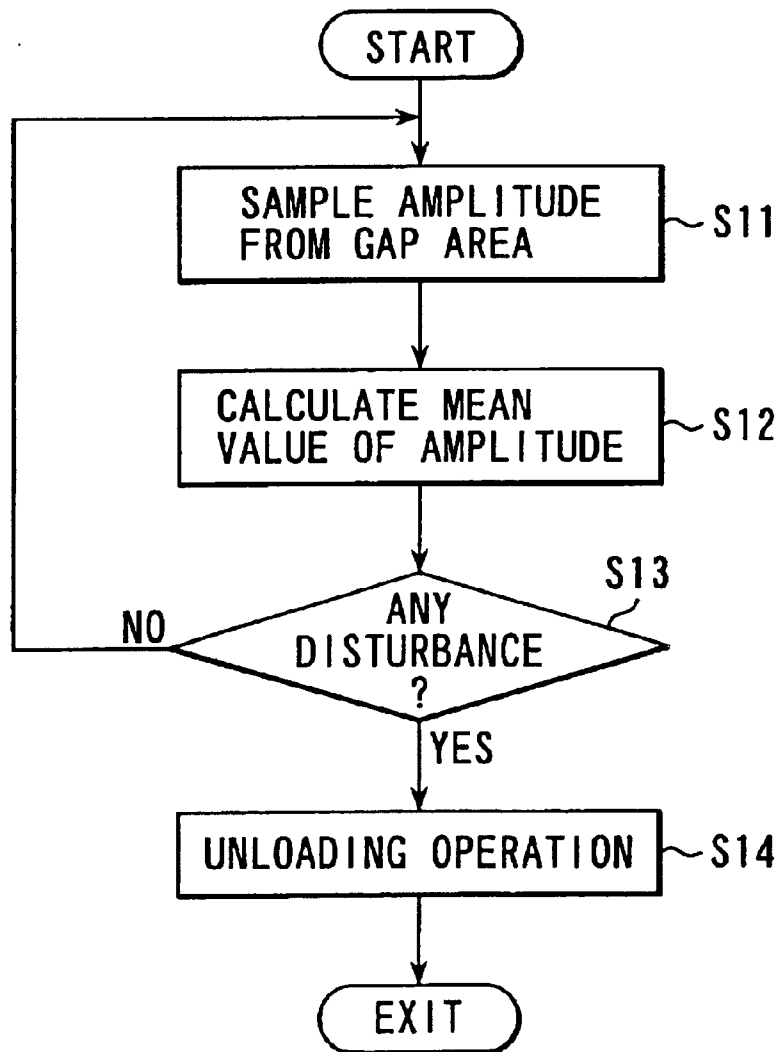 START
SAMPLE AMPLITUDE
FROM GAP AREA
S11
CALCULATE MEAN
VALUE OF AMPLITUDE
S12
S13
ANY
DISTURBANCE
?
NO
YES
UNLOADING OPERATION
S14
EXIT